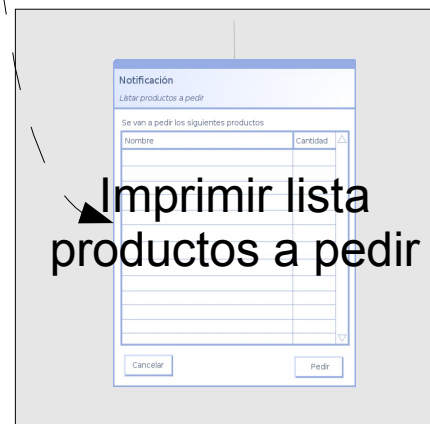 Notificación
Listar productos a pedir
Se van a pedir los siguientes productos
Nombre Cantidad
Imprimir lista
productos a pedir
Cancelar Pedir